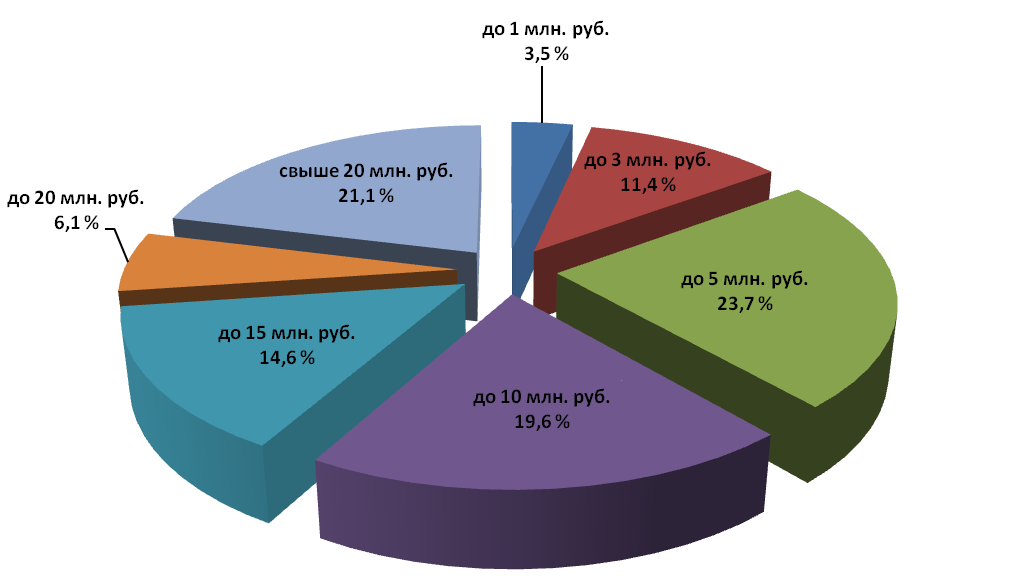 до 1 млн. руб.
3,5 %
до 3 млн. руб.
11,4 %
до 5 млн. руб.
23,7 %
до 10 млн. руб.
19,6 %
до 15 млн. руб.
14,6 %
до 20 млн. руб.
6,1 %
свыше 20 млн. руб.
21,1 %